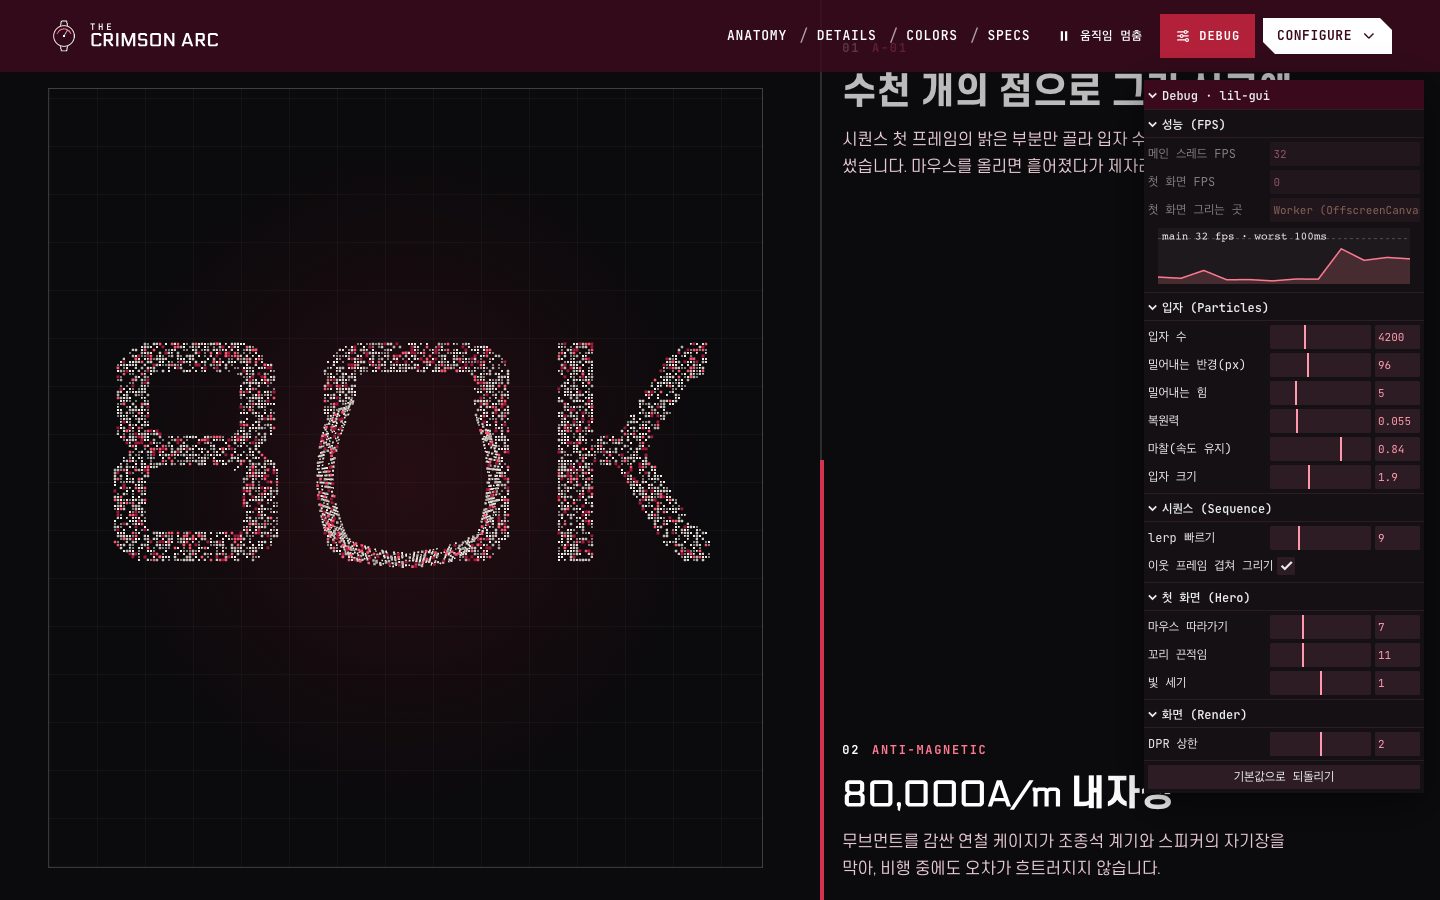 THE
CRIMSON ARC
ANATOMY / DETAILS / COLORS / SPECS
움직임 멈춤
DEBUG
CONFIGURE
01 A-01
수천 개의 점으로 그린
시퀀스 첫 프레임의 밝은 부분만 골라 입자 수
썼습니다. 마우스를 올리면 흩어졌다가 제자리
80K
02 ANTI-MAGNETIC
80,000A/m 내자성
무브먼트를 감싼 연철 케이지가 조종석 계기와 스피커의 자기장을
막아, 비행 중에도 오차가 흐트러지지 않습니다.
Debug · lil-gui
성능 (FPS)
메인 스레드 FPS 32
첫 화면 FPS 0
첫 화면 그리는 곳 Worker (OffscreenCanva
main 32 fps · worst 100ms
입자 (Particles)
입자 수 4200
밀어내는 반경(px) 96
밀어내는 힘 5
복원력 0.055
마찰(속도 유지) 0.84
입자 크기 1.9
시퀀스 (Sequence)
lerp 빠르기 9
이웃 프레임 겹쳐 그리기
첫 화면 (Hero)
마우스 따라가기 7
꼬리 끈적임 11
빛 세기 1
화면 (Render)
DPR 상한 2
기본값으로 되돌리기